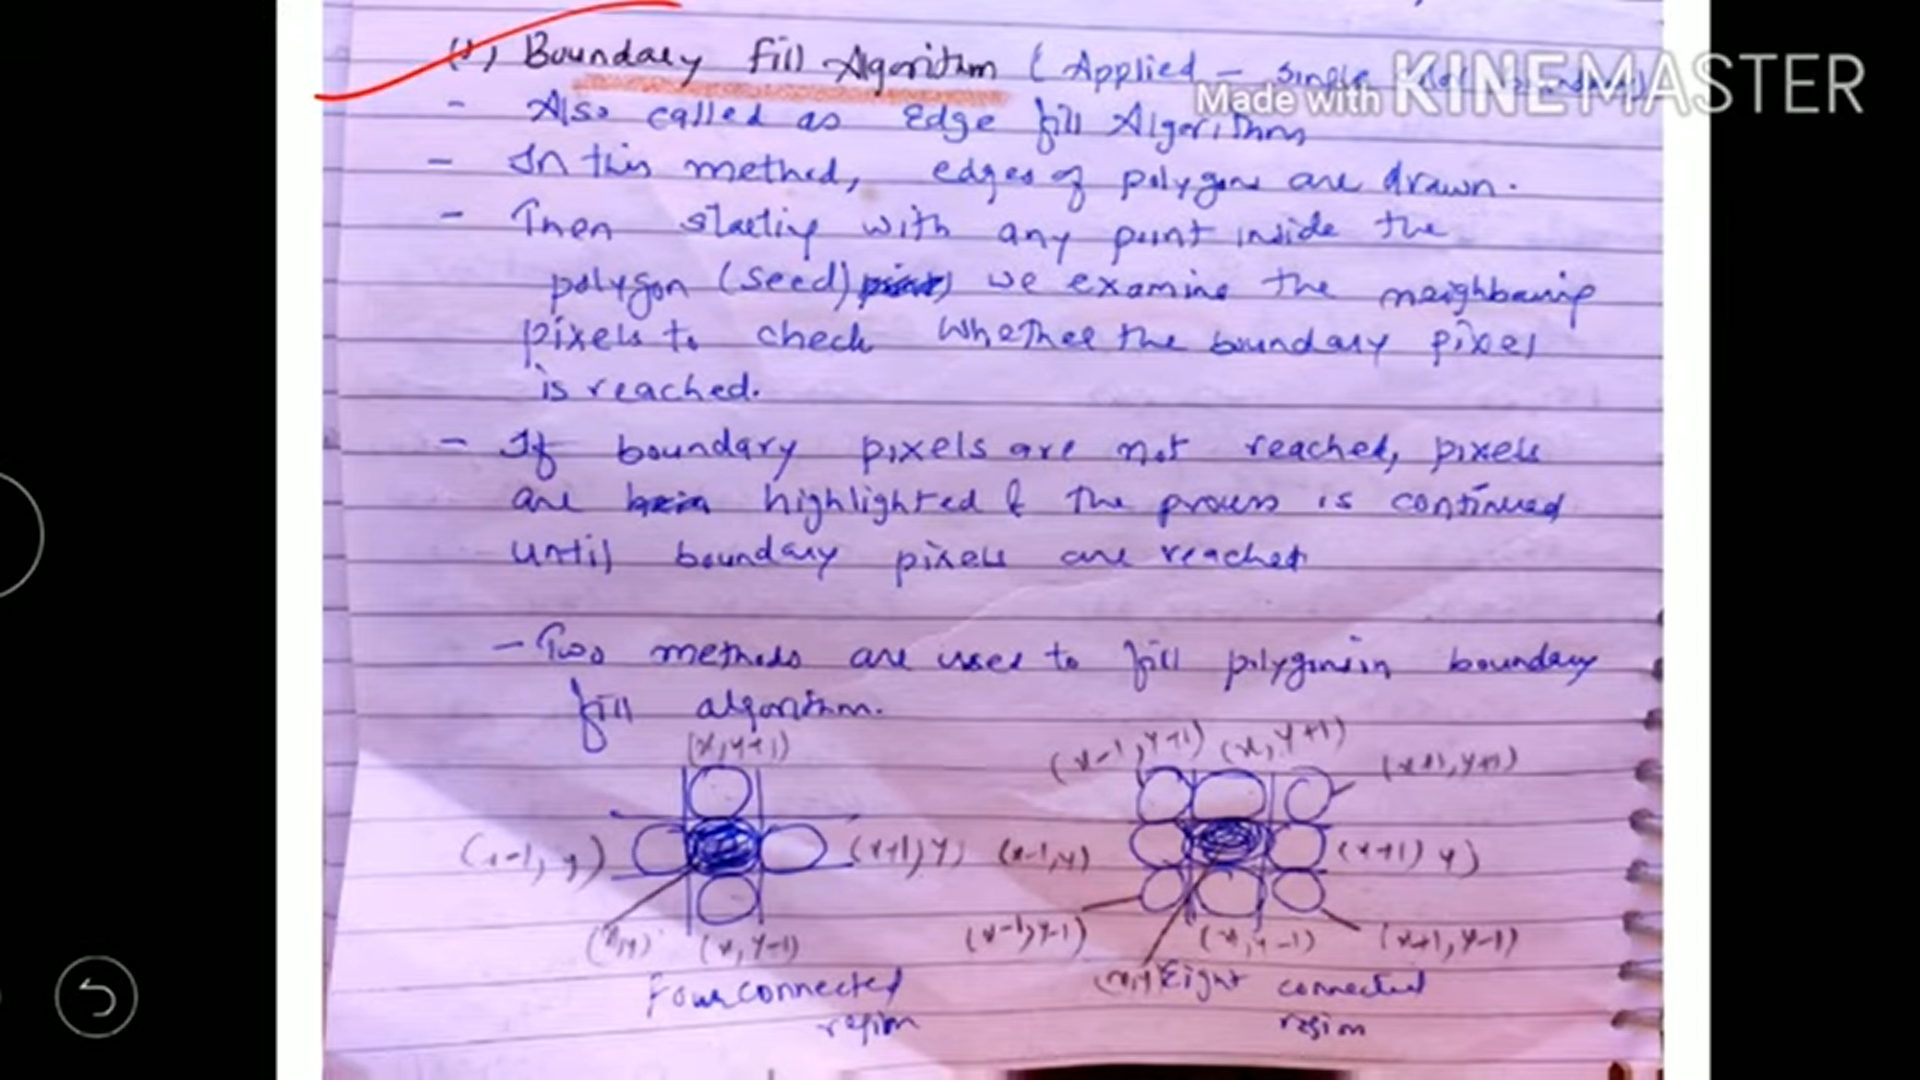 (1) Boundary fill Algorithm (Applied - single color boundary)
Made with KINEMASTER
- Also called as Edge fill Algorithm
- In this method, edges of polygons are drawn.
- Then starting with any point inside the
polygon (seed) we examine the neighbouring
pixels to check whether the boundary pixel
is reached.
- If boundary pixels are not reached, pixels
are highlighted & the process is continued
until boundary pixels are reached
- Two methods are used to fill polygons in boundary
fill algorithm.
(x, y+1)
(x-1, y) (x+1, y)
(x, y) (x, y-1)
Four connected
region
(x-1, y+1) (x, y+1) (x+1, y+1)
(x-1, y) (x+1, y)
(x-1, y-1) (x, y-1) (x+1, y-1)
(x, y) Eight connected
region